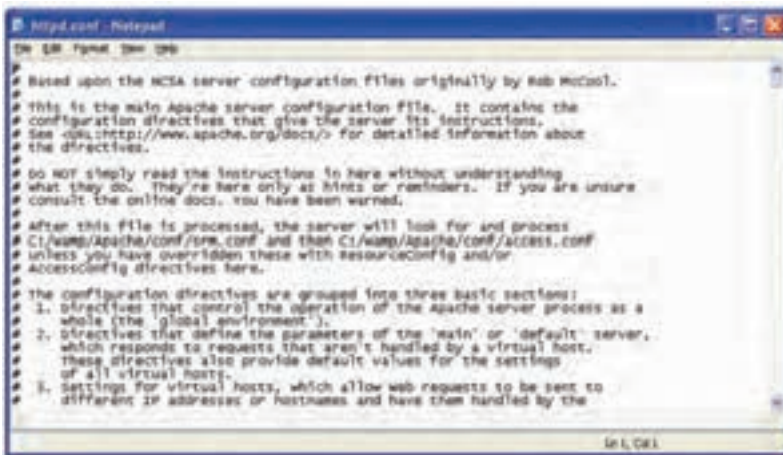 httpd.conf - Notepad
File Edit Format View Help
#
# Based upon the NCSA server configuration files originally by Rob McCool.
#
# This is the main Apache server configuration file.  It contains the
# configuration directives that give the server its instructions.
# See <URL:http://www.apache.org/docs/> for detailed information about
# the directives.
#
# Do NOT simply read the instructions in here without understanding
# what they do.  They're here only as hints or reminders.  If you are unsure
# consult the online docs. You have been warned.
#
# After this file is processed, the server will look for and process
# C:/wamp/Apache/conf/srm.conf and then C:/wamp/Apache/conf/access.conf
# unless you have overridden these with ResourceConfig and/or
# AccessConfig directives here.
#
# The configuration directives are grouped into three basic sections:
#  1. Directives that control the operation of the Apache server process as a
#     whole (the 'global environment').
#  2. Directives that define the parameters of the 'main' or 'default' server,
#     which responds to requests that aren't handled by a virtual host.
#     These directives also provide default values for the settings
#     of all virtual hosts.
#  3. Settings for virtual hosts, which allow web requests to be sent to
#     different IP addresses or hostnames and have them handled by the
Ln 1, Col 1